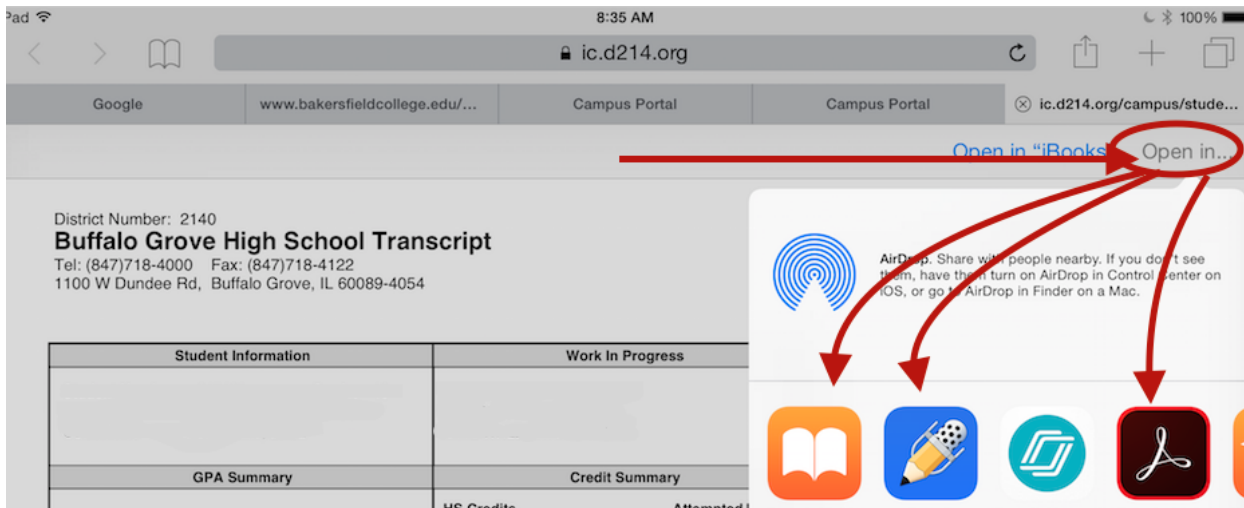 Pad 8:35 AM 100%
ic.d214.org
Google www.bakersfieldcollege.edu/... Campus Portal Campus Portal ic.d214.org/campus/stude...
Open in “iBooks Open in...
District Number: 2140
Buffalo Grove High School Transcript
Tel: (847)718-4000 Fax: (847)718-4122
1100 W Dundee Rd, Buffalo Grove, IL 60089-4054
AirDrop. Share with people nearby. If you don't see
them, have them turn on AirDrop in Control Center on
iOS, or go to AirDrop in Finder on a Mac.
Student Information Work In Progress
GPA Summary Credit Summary
HS Credits Attempted